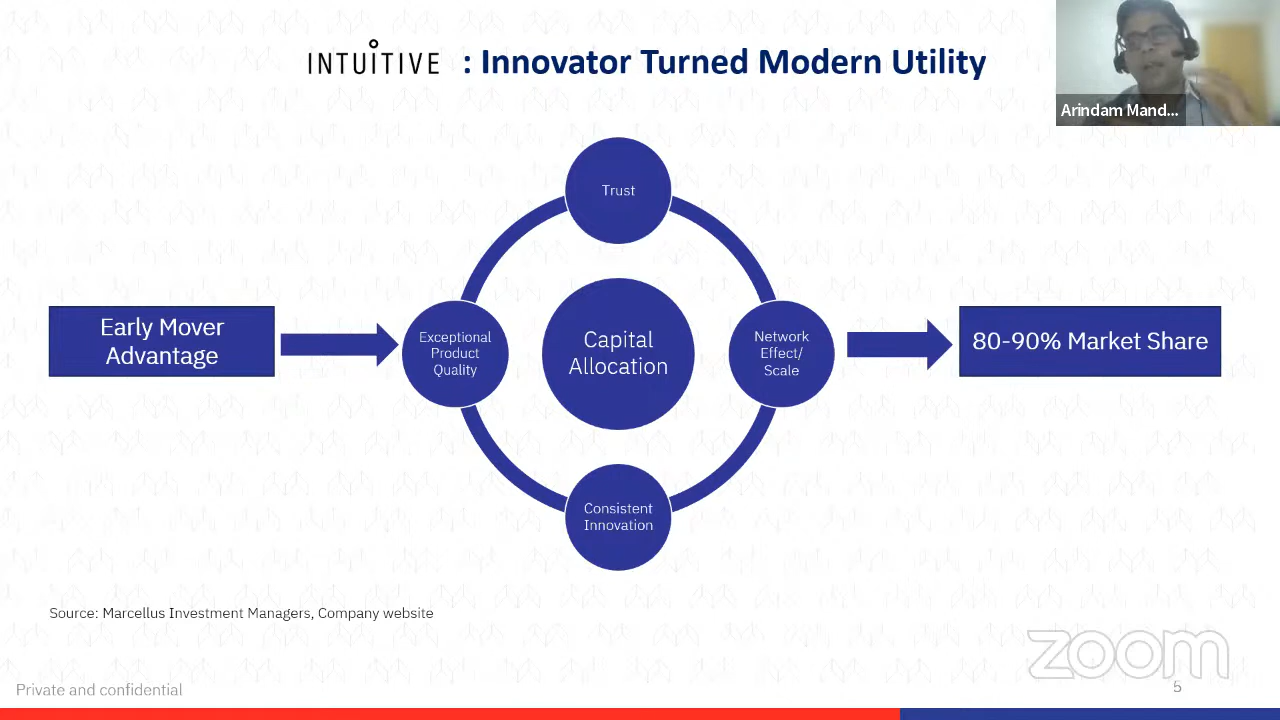 INTUITIVE : Innovator Turned Modern Utility
Arindam Mand...
Trust
Early Mover
Advantage
Exceptional
Product
Quality
Capital
Allocation
Network
Effect/
Scale
80-90% Market Share
Consistent
Innovation
Source: Marcellus Investment Managers, Company website
zoom
Private and confidential
5